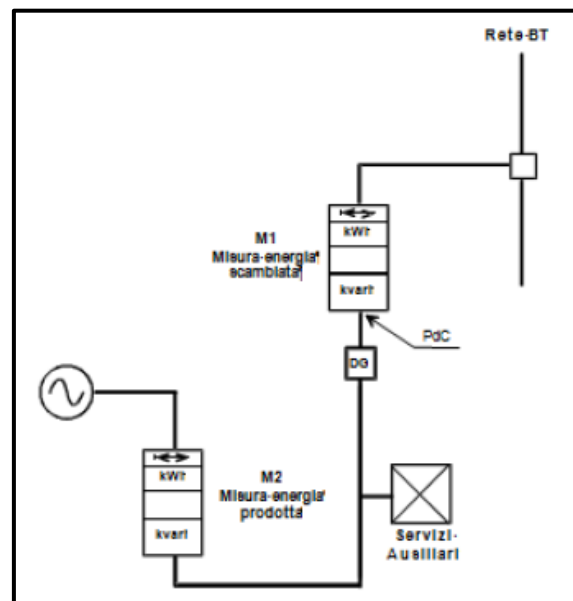 Rete-BT
M1
Misura-energia
scambiata
kWh
kvarh
PdC
DG
M2
Misura-energia
prodotta
kWh
kvarh
Servizi-
Ausiliari